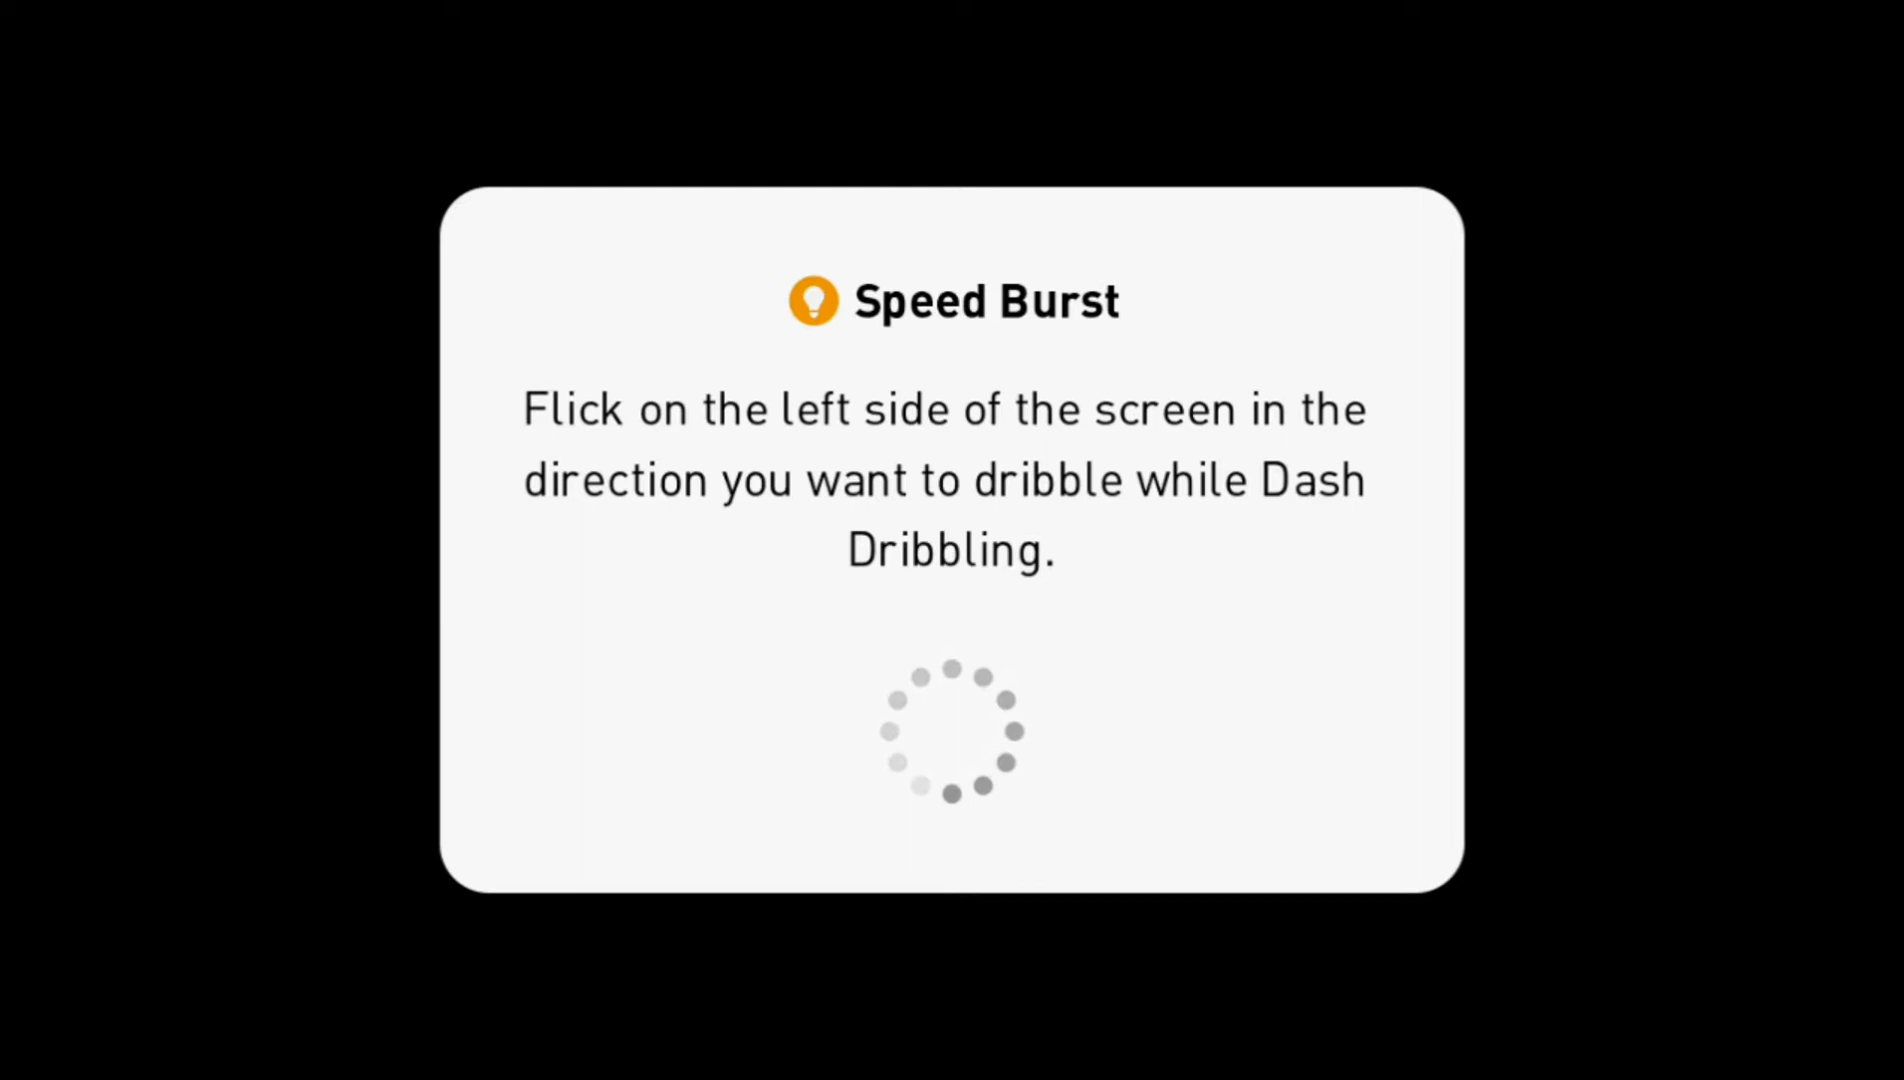 Speed Burst
Flick on the left side of the screen in the
direction you want to dribble while Dash
Dribbling.